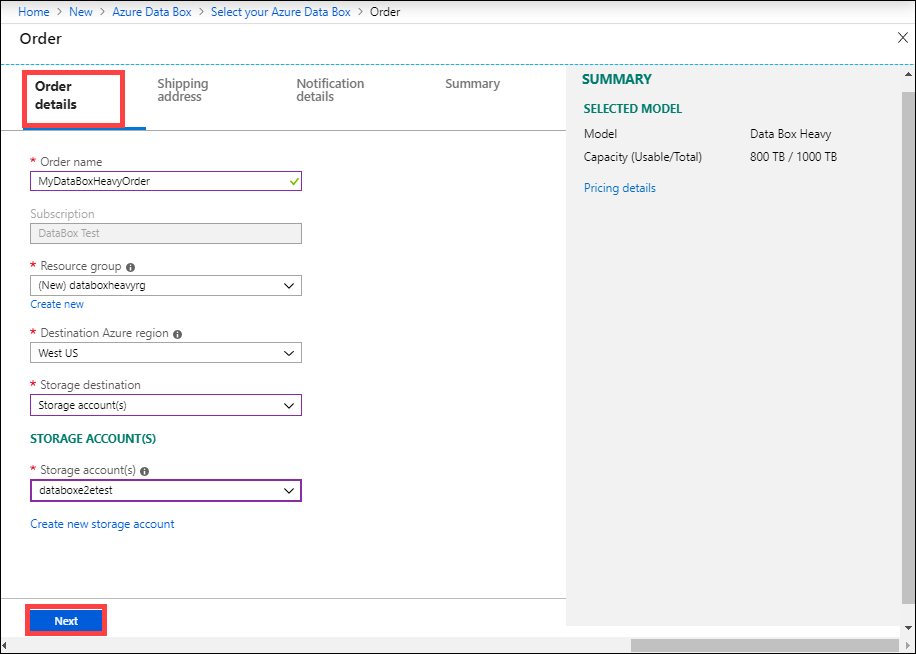 Home > New > Azure Data Box > Select your Azure Data Box > Order
Order
Order details
Shipping address
Notification details
Summary
* Order name
MyDataBoxHeavyOrder
Subscription
DataBox Test
* Resource group
(New) databoxheavyrg
Create new
* Destination Azure region
West US
* Storage destination
Storage account(s)
STORAGE ACCOUNT(S)
* Storage account(s)
databoxe2etest
Create new storage account
Next
SUMMARY
SELECTED MODEL
Model Data Box Heavy
Capacity (Usable/Total) 800 TB / 1000 TB
Pricing details